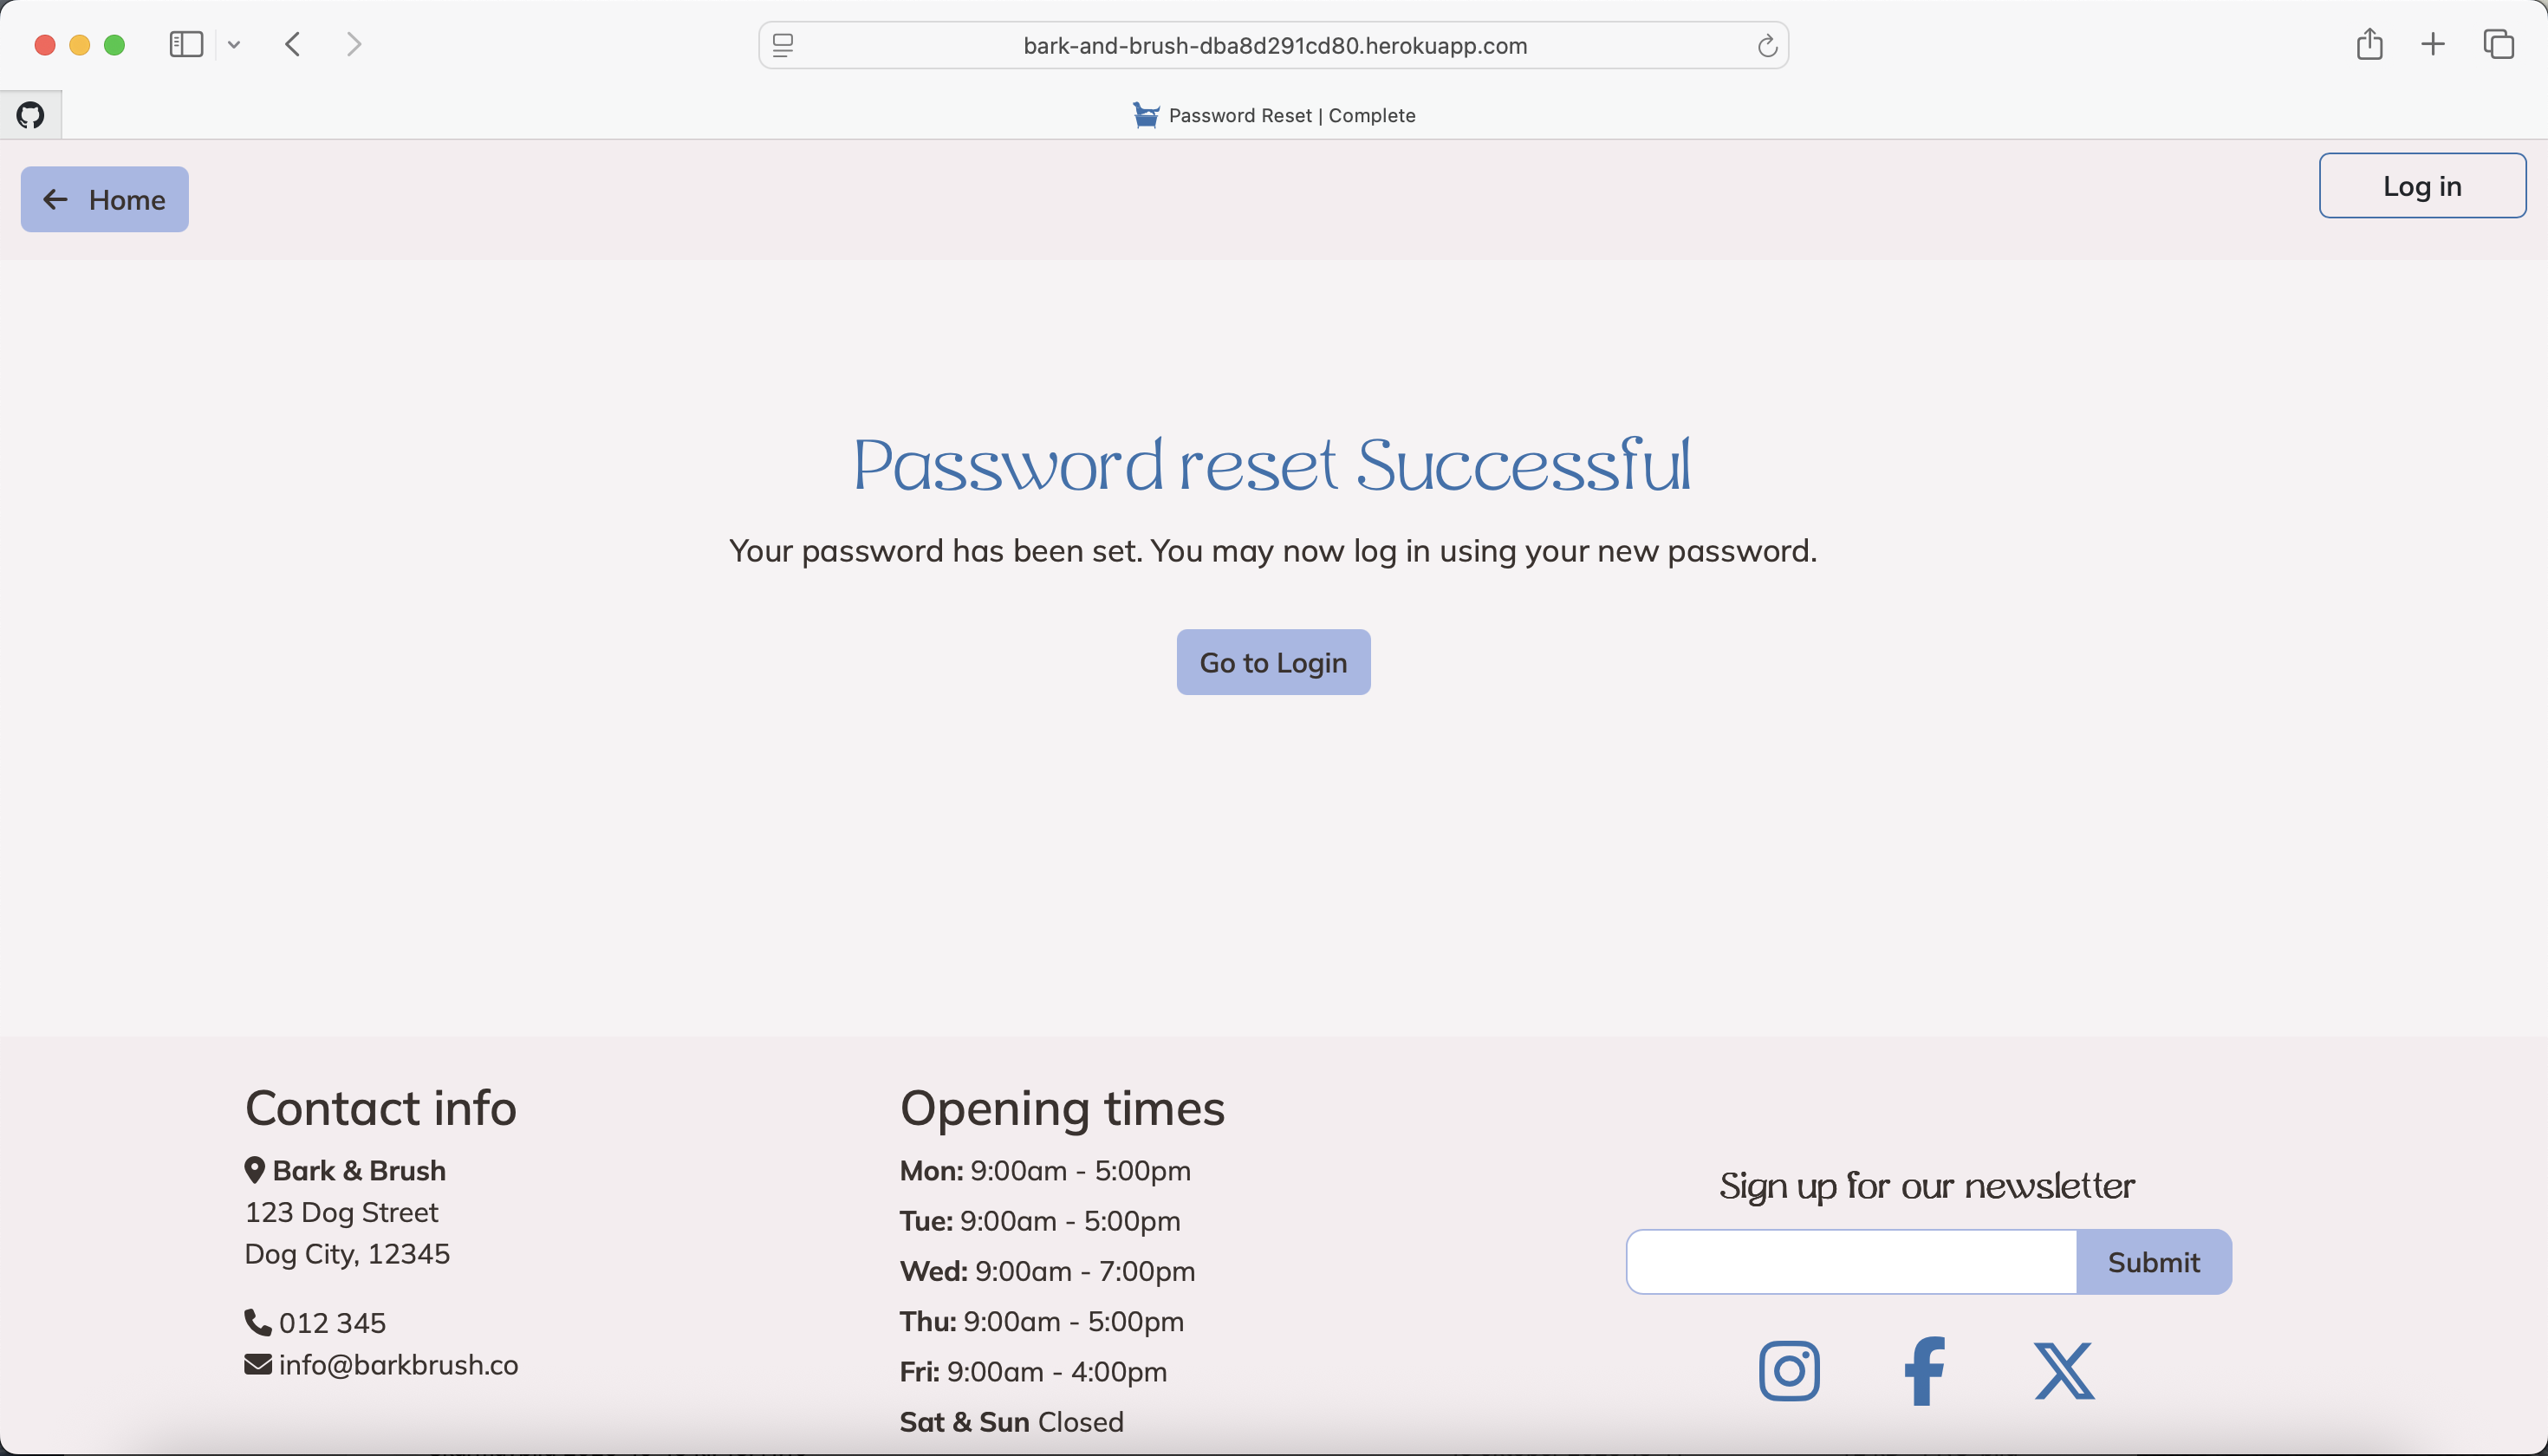 bark-and-brush-dba8d291cd80.herokuapp.com
Password Reset | Complete
Home
Log in
Password reset Successful
Your password has been set. You may now log in using your new password.
Go to Login
Contact info
Bark & Brush
123 Dog Street
Dog City, 12345
012 345
info@barkbrush.co
Opening times
Mon: 9:00am - 5:00pm
Tue: 9:00am - 5:00pm
Wed: 9:00am - 7:00pm
Thu: 9:00am - 5:00pm
Fri: 9:00am - 4:00pm
Sat & Sun Closed
Sign up for our newsletter
Submit